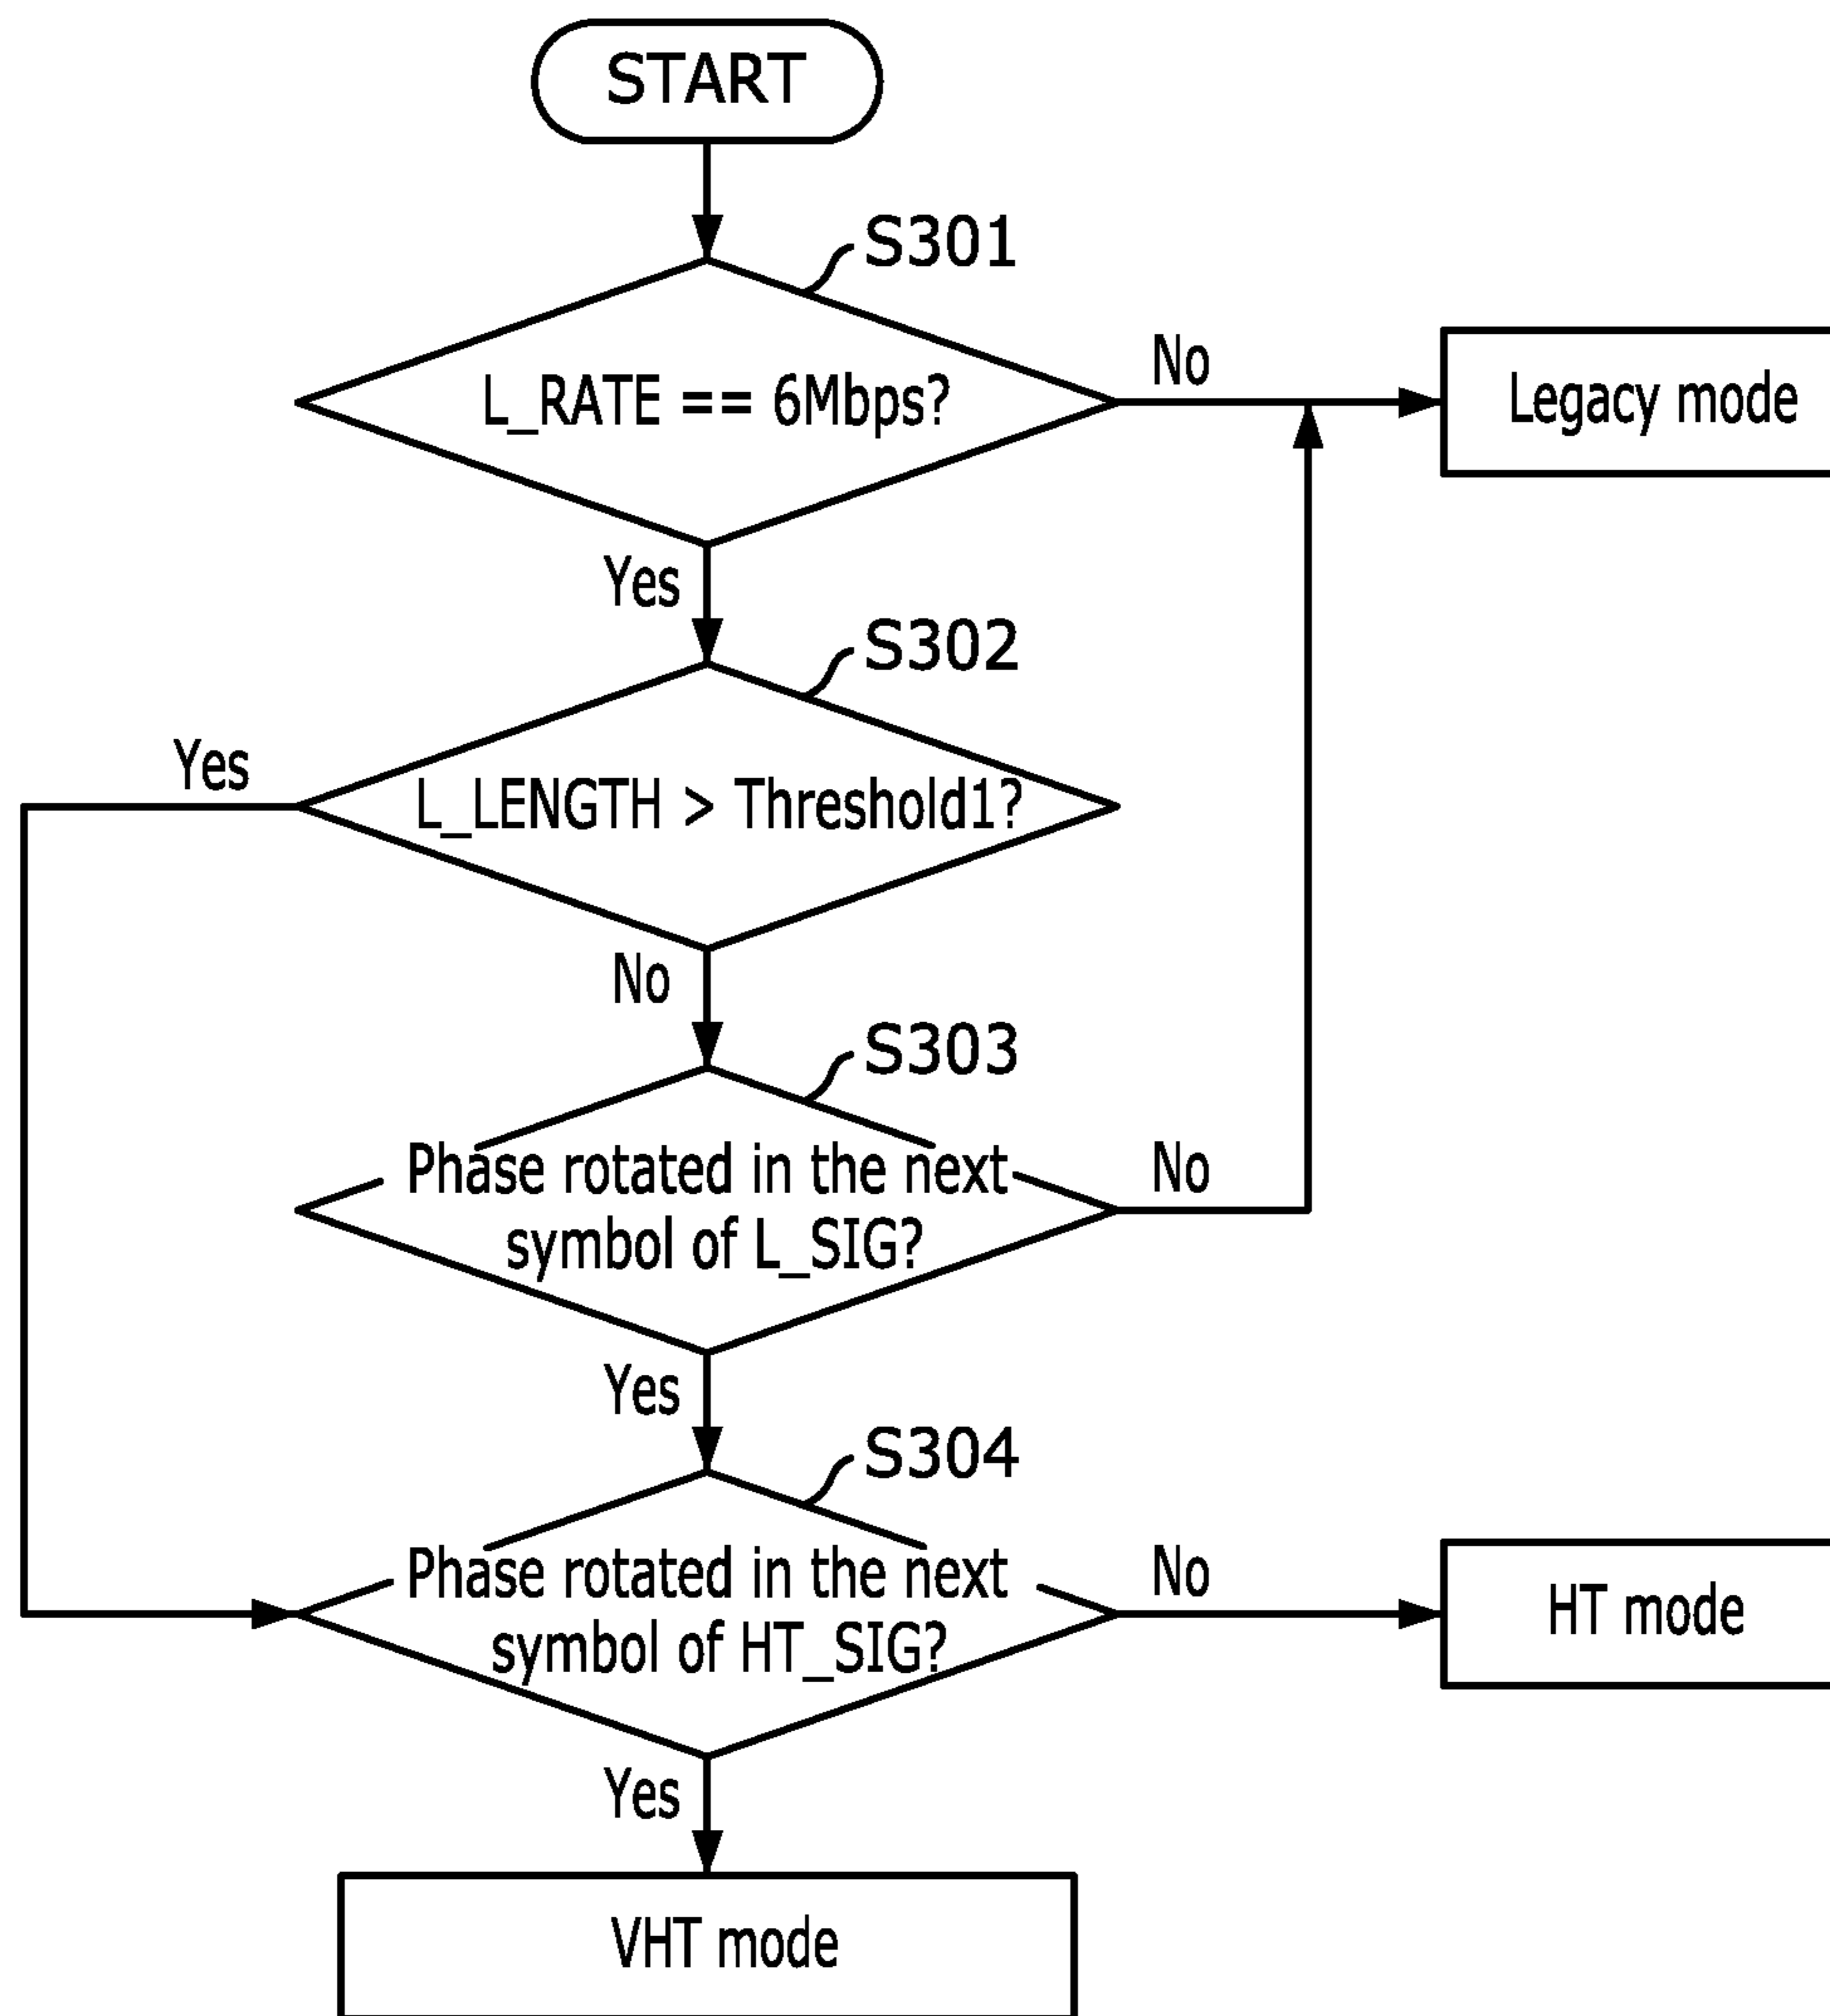 START
S301
L_RATE == 6Mbps?
No
Legacy mode
Yes
S302
Yes
L_LENGTH > Threshold1?
No
S303
Phase rotated in the next
symbol of L_SIG?
No
Yes
S304
Phase rotated in the next
symbol of HT_SIG?
No
HT mode
Yes
VHT mode